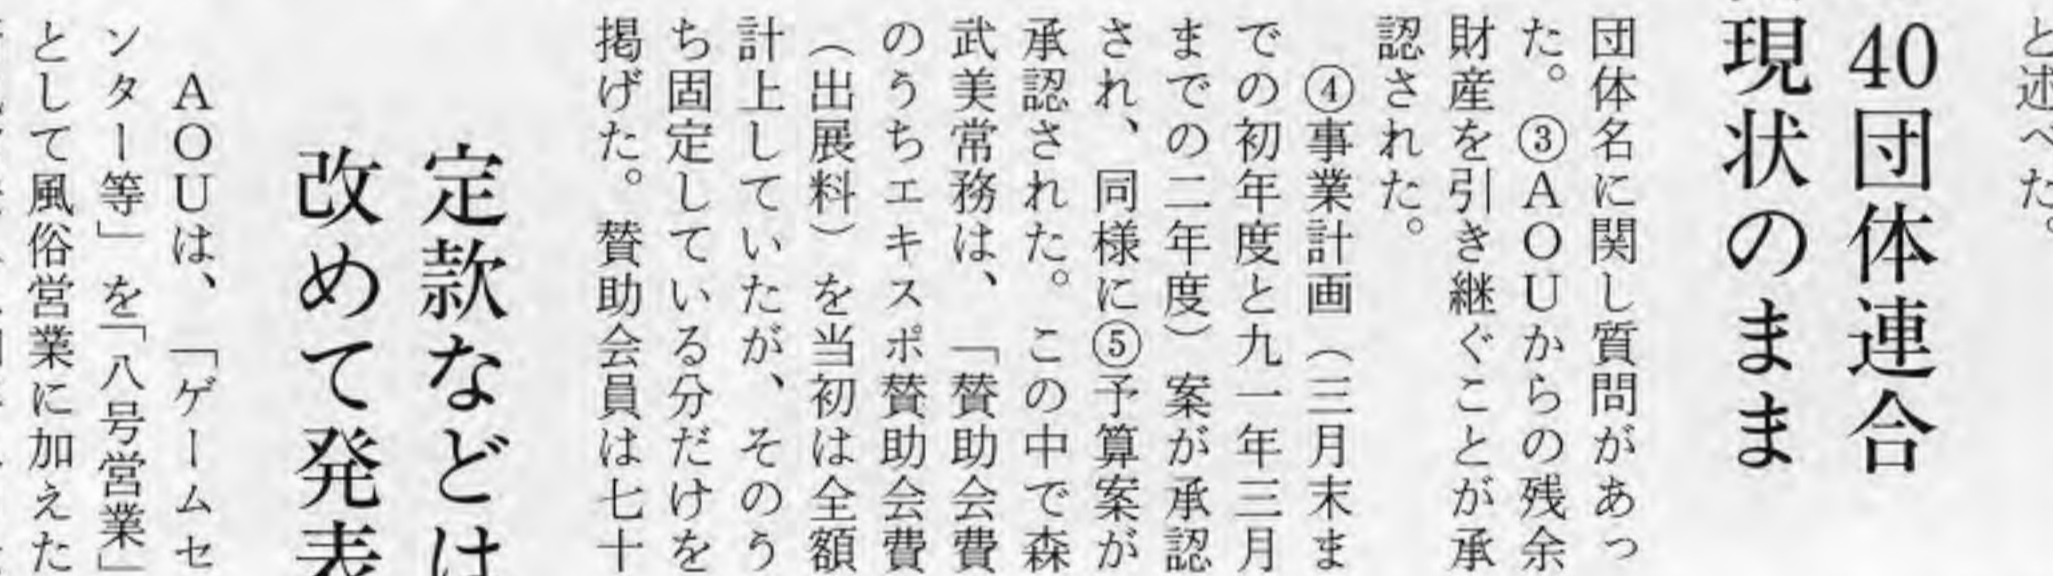 と述べた。
40団体連合
現状のまま
団体名に関し質問があっ
た。③AOUからの残余
財産を引き継ぐことが承
認された。
④事業計画（三月末ま
での初年度と九一年三月
までの二年度）案が承認
され、同様に⑤予算案が
承認された。この中で森
武美常務は、「賛助会費
のうちエキスポ賛助会費
（出展料）を当初は全額
計上していたが、そのう
ち固定している分だけを
掲げた。賛助会員は七十
定款などは
改めて発表
AOUは、「ゲームセ
ンター等」を「八号営業」
として風俗営業に加えた